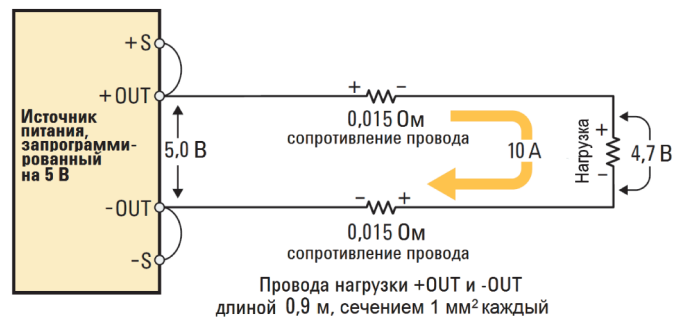 +S
+OUT
Источник
питания,
запрограмми-
рованный
на 5 В
5,0 В
-OUT
-S
+ -
0,015 Ом
сопротивление провода
10 А
- +
0,015 Ом
сопротивление провода
Нагрузка
+
-
4,7 В
Провода нагрузки +OUT и -OUT
длиной 0,9 м, сечением 1 мм² каждый